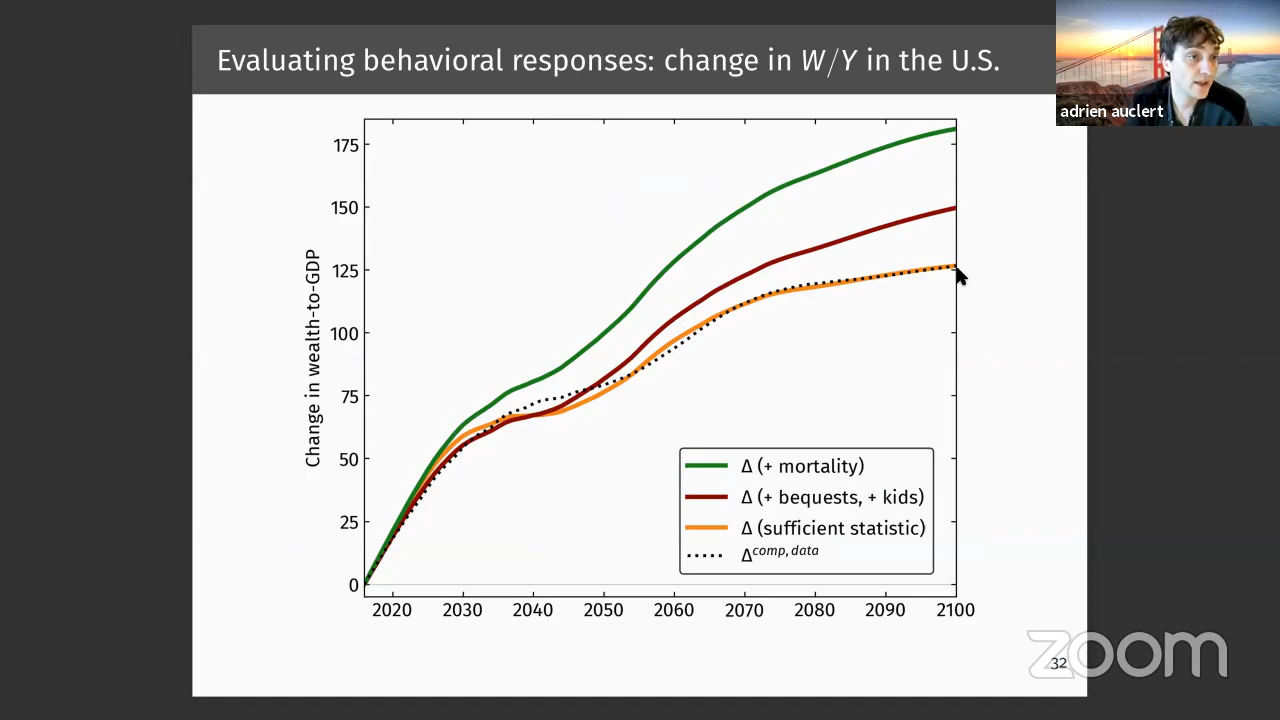 Evaluating behavioral responses: change in W/Y in the U.S.
adrien auclert
175
150
125
100
75
50
25
0
Change in wealth-to-GDP
Δ (+ mortality)
Δ (+ bequests, + kids)
Δ (sufficient statistic)
Δ^comp, data
2020 2030 2040 2050 2060 2070 2080 2090 2100
32
zoom